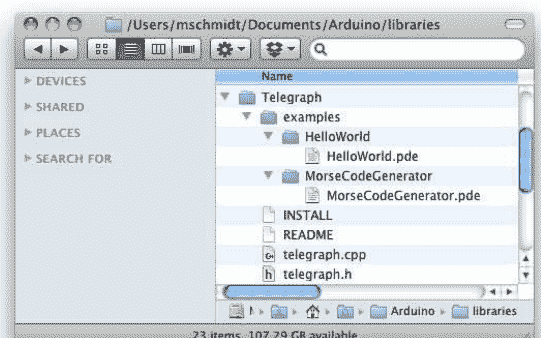 /Users/mschmidt/Documents/Arduino/libraries
Name
DEVICES
SHARED
PLACES
SEARCH FOR
Telegraph
examples
HelloWorld
HelloWorld.pde
MorseCodeGenerator
MorseCodeGenerator.pde
INSTALL
README
telegraph.cpp
telegraph.h
Arduino
libraries
23 items, 107,29 GB available